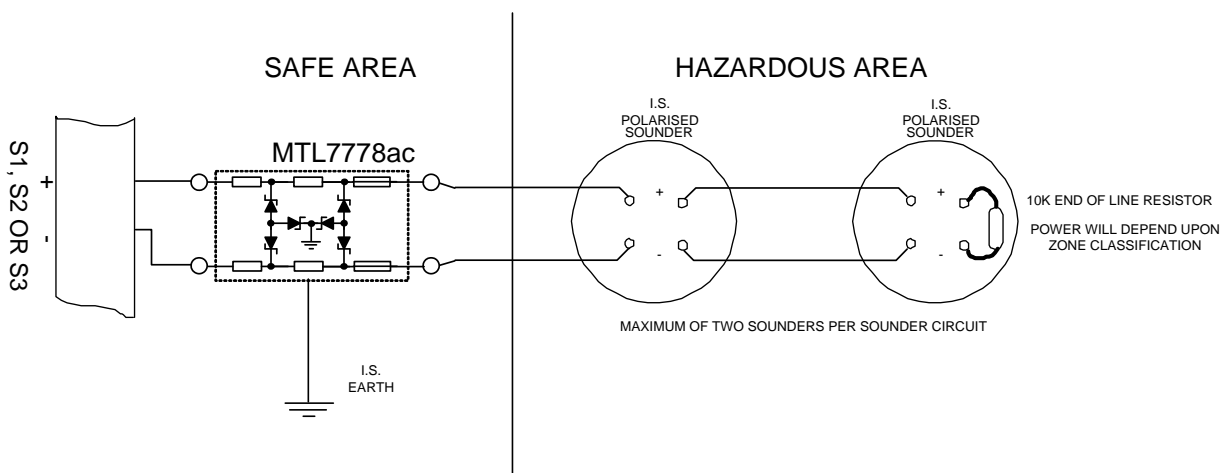 SAFE AREA
HAZARDOUS AREA
S1, S2 OR S3
+
-
MTL7778ac
I.S.
EARTH
I.S.
POLARISED
SOUNDER
+
-
I.S.
POLARISED
SOUNDER
+
-
10K END OF LINE RESISTOR
POWER WILL DEPEND UPON
ZONE CLASSIFICATION
MAXIMUM OF TWO SOUNDERS PER SOUNDER CIRCUIT